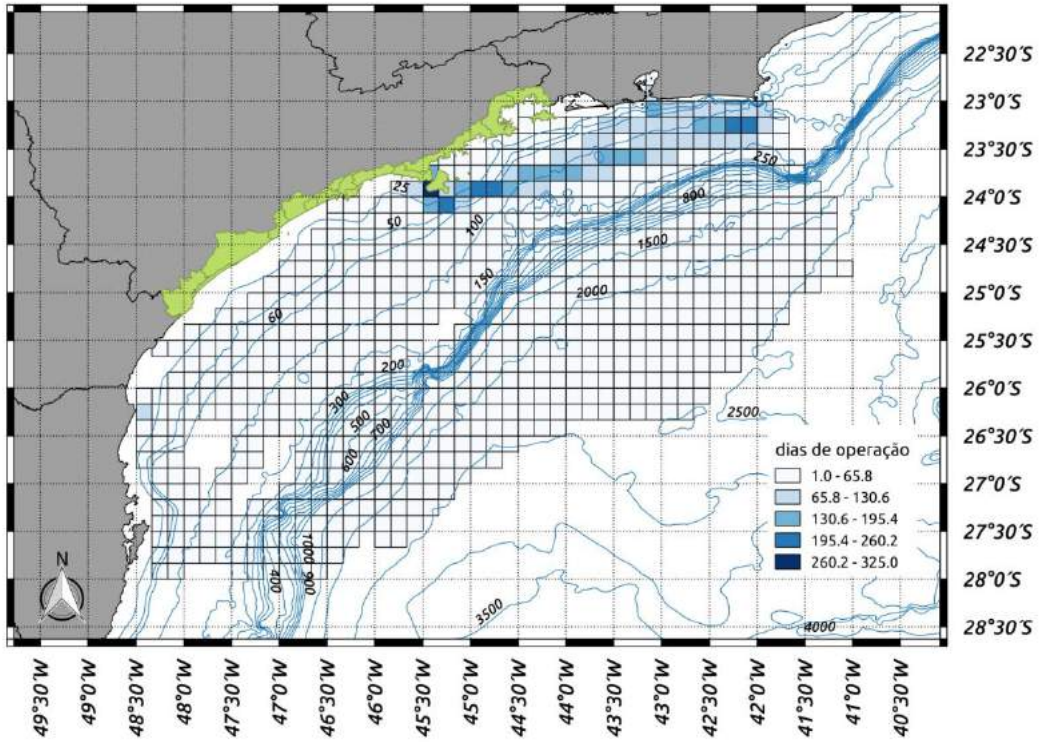 22°30′S
23°0′S
250
23°30′S
25
800
24°0′S
50
100
1500
24°30′S
150
2000
25°0′S
60
25°30′S
200
26°0′S
300
2500
500
700
26°30′S
600
dias de operação
1.0 - 65.8
27°0′S
65.8 - 130.6
130.6 - 195.4
27°30′S
195.4 - 260.2
1000
260.2 - 325.0
N
400
900
28°0′S
3500
4000
28°30′S
49°30′W
49°0′W
48°30′W
48°0′W
47°30′W
47°0′W
46°30′W
46°0′W
45°30′W
45°0′W
44°30′W
44°0′W
43°30′W
43°0′W
42°30′W
42°0′W
41°30′W
41°0′W
40°30′W